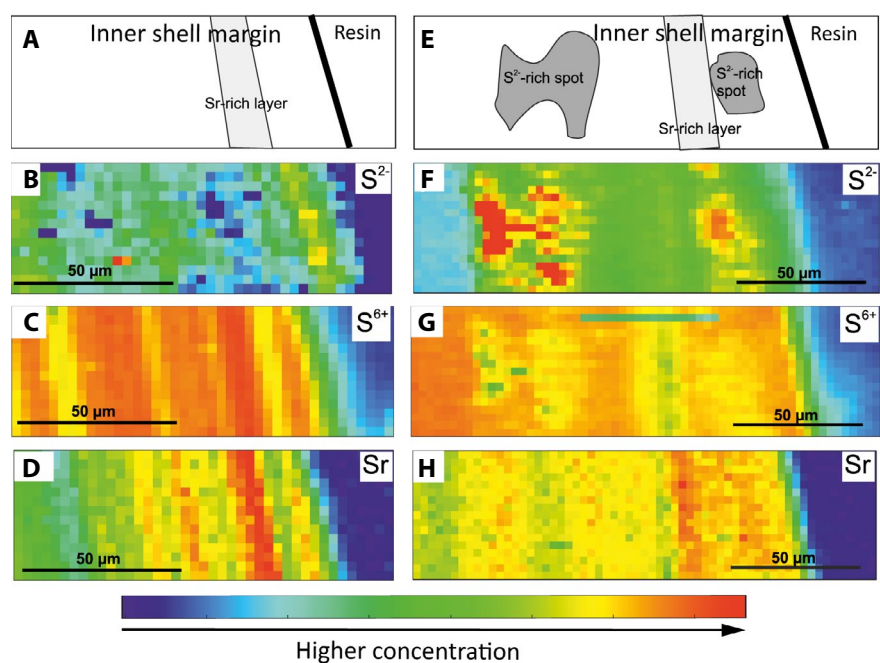 A
Inner shell margin
Resin
Sr-rich layer
E
Inner shell margin
Resin
S²⁻-rich spot
S²⁻-rich
spot
Sr-rich layer
B
S²⁻
50 µm
F
S²⁻
50 µm
C
S⁶⁺
50 µm
G
S⁶⁺
50 µm
D
Sr
50 µm
H
Sr
50 µm
Higher concentration